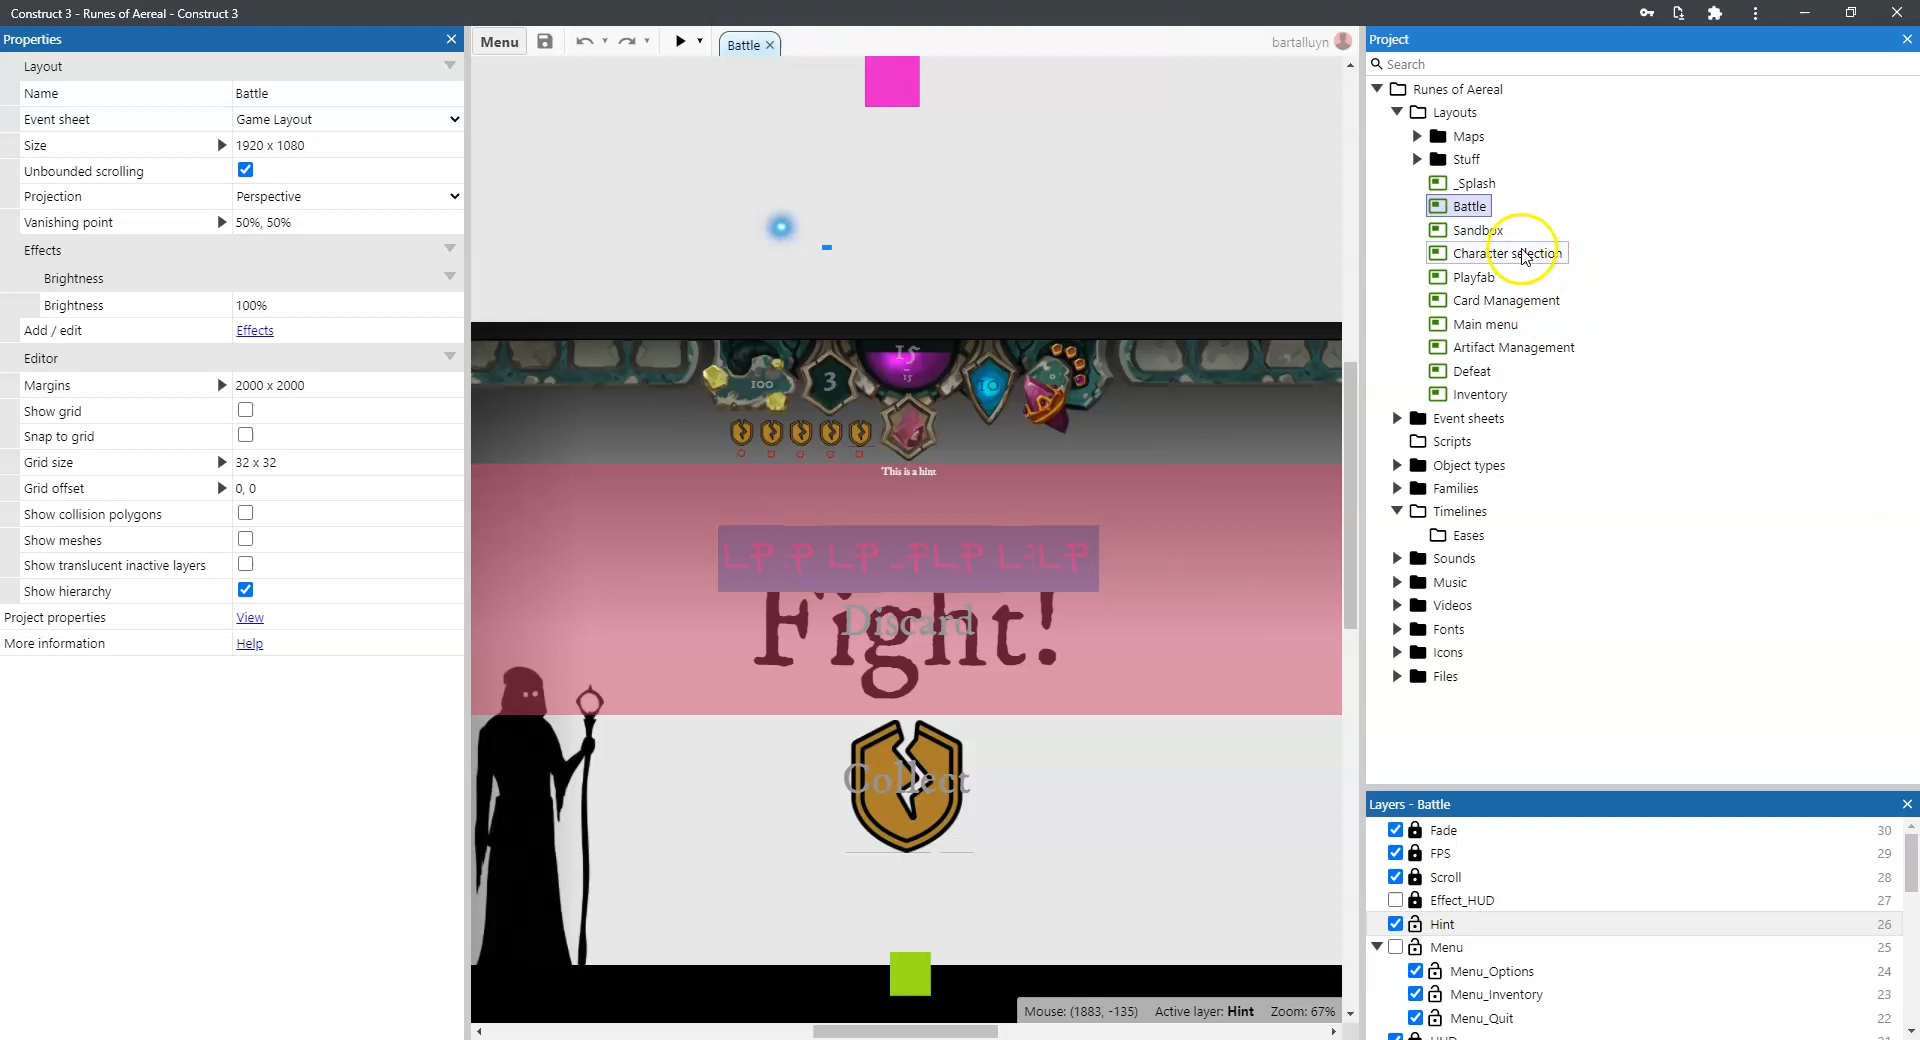 Construct 3 - Runes of Aereal - Construct 3
Properties
Layout
Name Battle
Event sheet Game Layout
Size 1920 x 1080
Unbounded scrolling
Projection Perspective
Vanishing point 50%, 50%
Effects
Brightness
Brightness 100%
Add / edit Effects
Editor
Margins 2000 x 2000
Show grid
Snap to grid
Grid size 32 x 32
Grid offset 0, 0
Show collision polygons
Show meshes
Show translucent inactive layers
Show hierarchy
Project properties View
More information Help
Menu
Battle
bartalluyn
100
3
15
15
10
0
This is a hint
Discard
Fight!
Collect
Mouse: (1883, -135) Active layer: Hint Zoom: 67%
Project
Search
Runes of Aereal
Layouts
Maps
Stuff
_Splash
Battle
Sandbox
Character selection
Playfab
Card Management
Main menu
Artifact Management
Defeat
Inventory
Event sheets
Scripts
Object types
Families
Timelines
Eases
Sounds
Music
Videos
Fonts
Icons
Files
Layers - Battle
Fade 30
FPS 29
Scroll 28
Effect_HUD 27
Hint 26
Menu 25
Menu_Options 24
Menu_Inventory 23
Menu_Quit 22